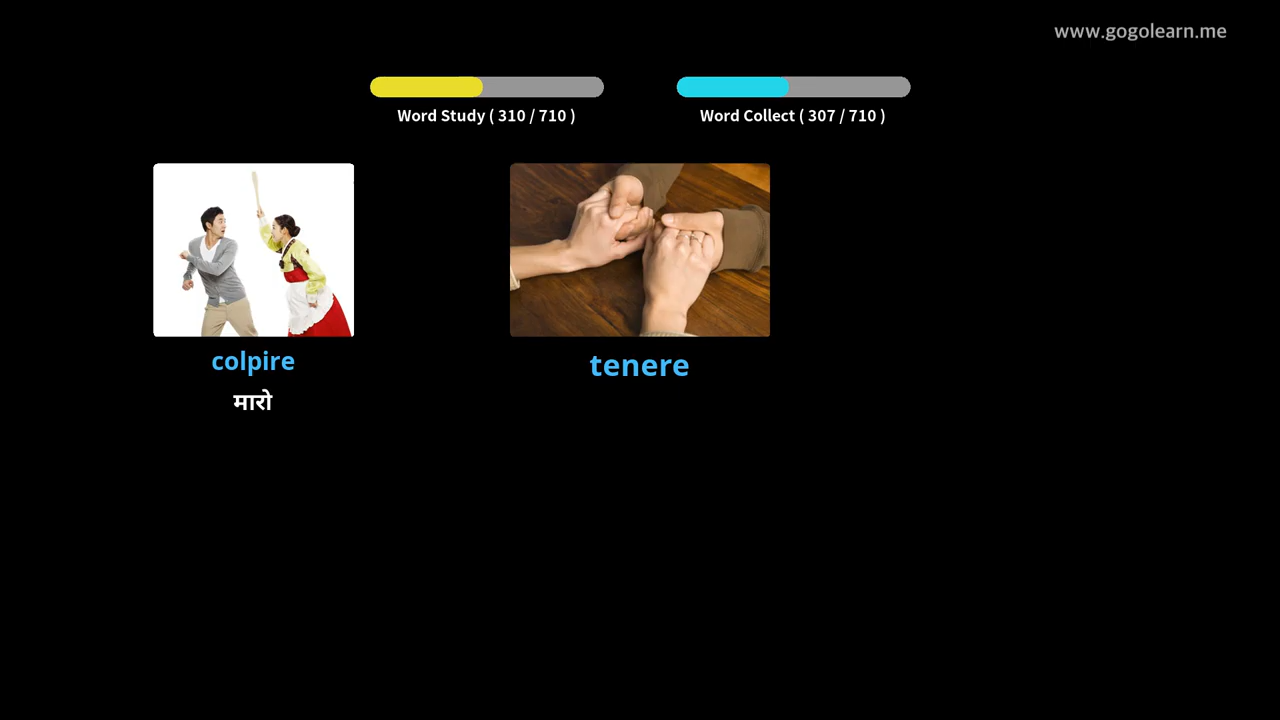 www.gogolearn.me
Word Study ( 310 / 710 )
Word Collect ( 307 / 710 )
colpire
मारो
tenere